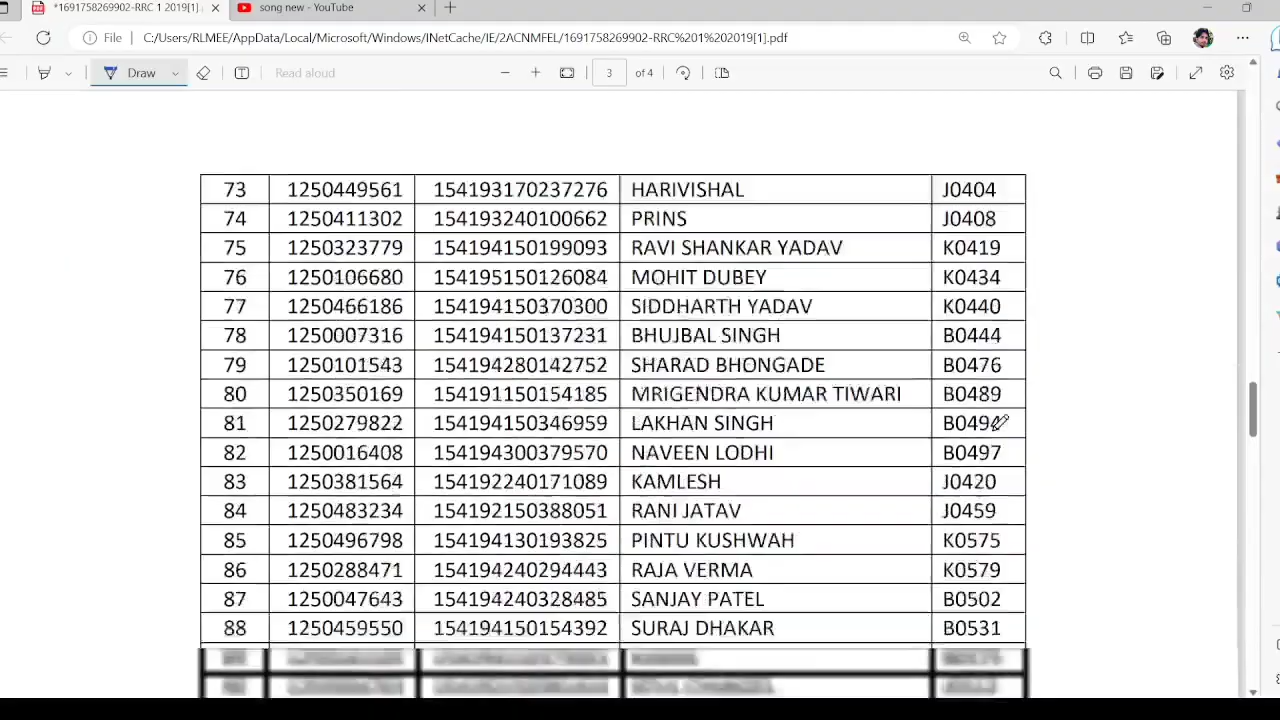 *1691758269902-RRC 1 2019[1].
song new - YouTube
File C:/Users/RLMEE/AppData/Local/Microsoft/Windows/INetCache/IE/2ACNMFEL/1691758269902-RRC%201%202019[1].pdf
Draw Read aloud 3 of 4
73 1250449561 154193170237276 HARIVISHAL J0404
74 1250411302 154193240100662 PRINS J0408
75 1250323779 154194150199093 RAVI SHANKAR YADAV K0419
76 1250106680 154195150126084 MOHIT DUBEY K0434
77 1250466186 154194150370300 SIDDHARTH YADAV K0440
78 1250007316 154194150137231 BHUJBAL SINGH B0444
79 1250101543 154194280142752 SHARAD BHONGADE B0476
80 1250350169 154191150154185 MRIGENDRA KUMAR TIWARI B0489
81 1250279822 154194150346959 LAKHAN SINGH
82 1250016408 154194300379570 NAVEEN LODHI B0497
83 1250381564 154192240171089 KAMLESH J0420
84 1250483234 154192150388051 RANI JATAV J0459
85 1250496798 154194130193825 PINTU KUSHWAH K0575
86 1250288471 154194240294443 RAJA VERMA K0579
87 1250047643 154194240328485 SANJAY PATEL B0502
88 1250459550 154194150154392 SURAJ DHAKAR B0531